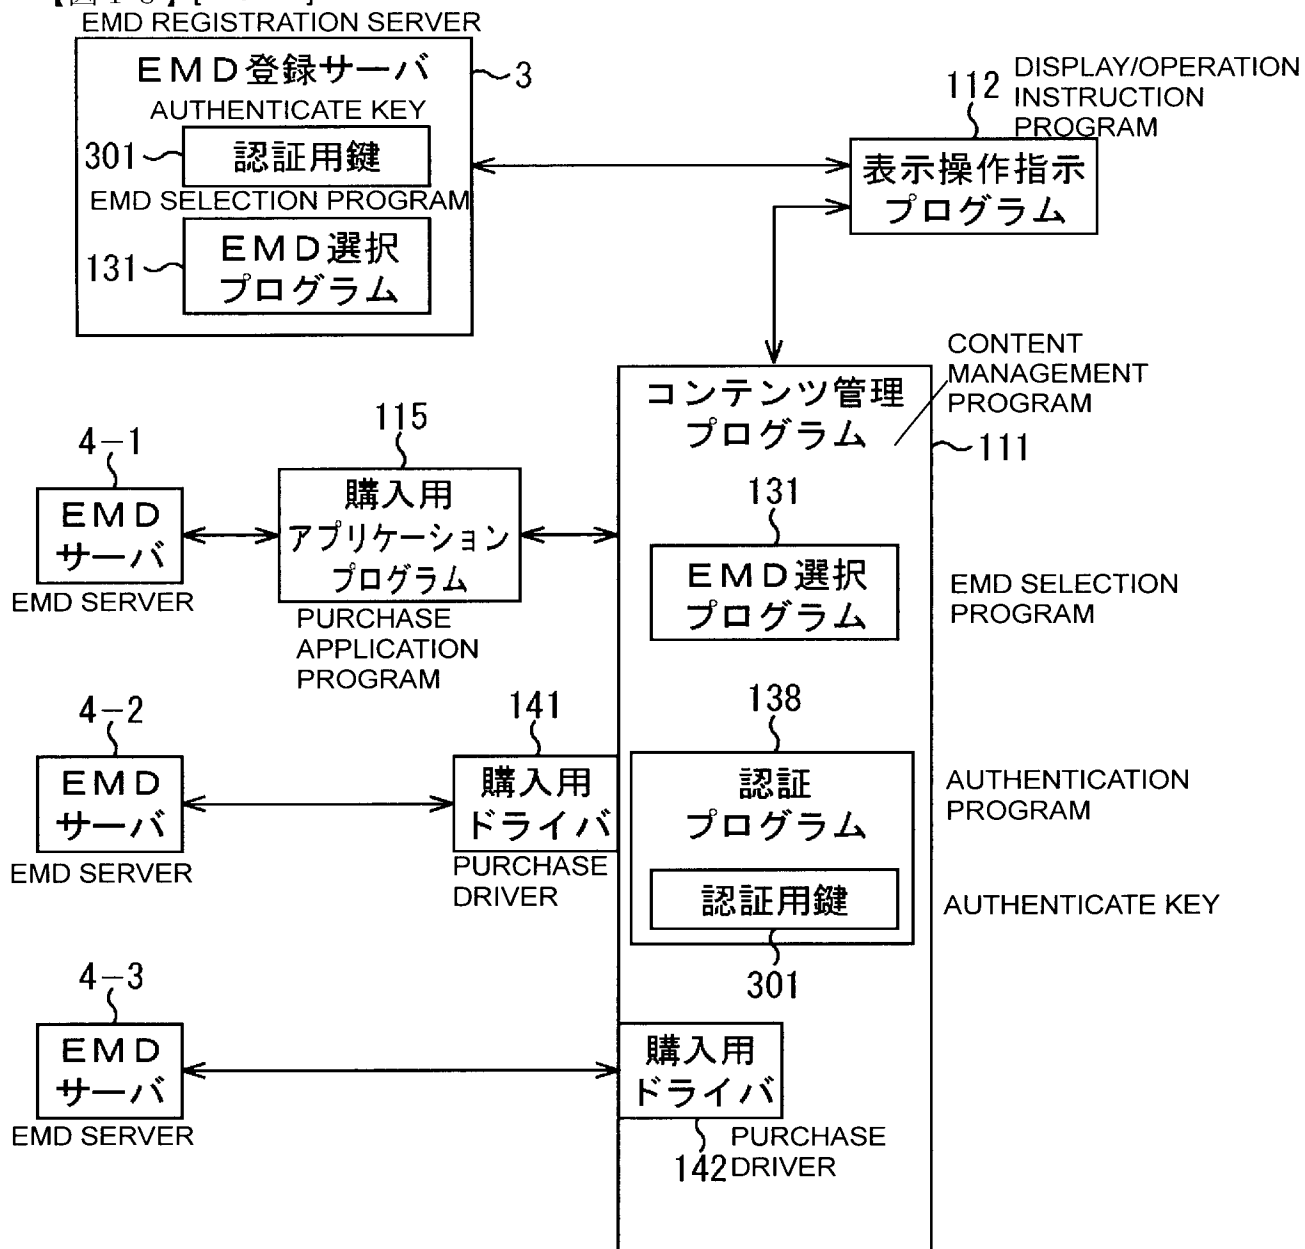 EMD REGISTRATION SERVER
EMD登録サーバ
3
AUTHENTICATE KEY
301
認証用鍵
EMD SELECTION PROGRAM
131
EMD選択
プログラム
112
DISPLAY/OPERATION
INSTRUCTION
PROGRAM
表示操作指示
プログラム
コンテンツ管理
プログラム
CONTENT
MANAGEMENT
PROGRAM
111
4-1
EMD
サーバ
EMD SERVER
115
購入用
アプリケーション
プログラム
PURCHASE
APPLICATION
PROGRAM
131
EMD選択
プログラム
EMD SELECTION
PROGRAM
4-2
EMD
サーバ
EMD SERVER
141
購入用
ドライバ
PURCHASE
DRIVER
138
認証
プログラム
AUTHENTICATION
PROGRAM
認証用鍵
AUTHENTICATE KEY
301
4-3
EMD
サーバ
EMD SERVER
購入用
ドライバ
142
PURCHASE
DRIVER